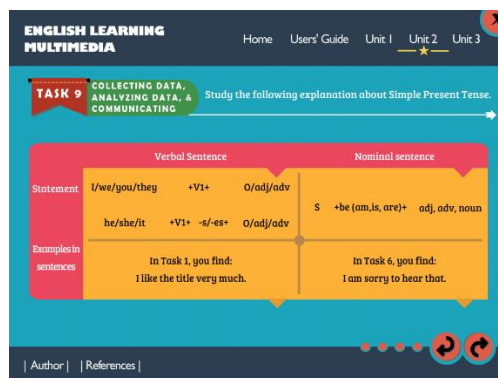 ENGLISH LEARNING
MULTIMEDIA
Home Users' Guide Unit 1 Unit 2 Unit 3
X
TASK 9
COLLECTING DATA,
ANALYZING DATA, &
COMMUNICATING
Study the following explanation about Simple Present Tense.
Verbal Sentence Nominal sentence
Statement I/we/you/they +V1+ O/adj/adv
S +be (am,is, are)+ adj, adv, noun
he/she/it +V1+ -s/-es+ O/adj/adv
Examples in
sentences
In Task 1, you find:
I like the title very much.
In Task 6, you find:
I am sorry to hear that.
| Author | | References |